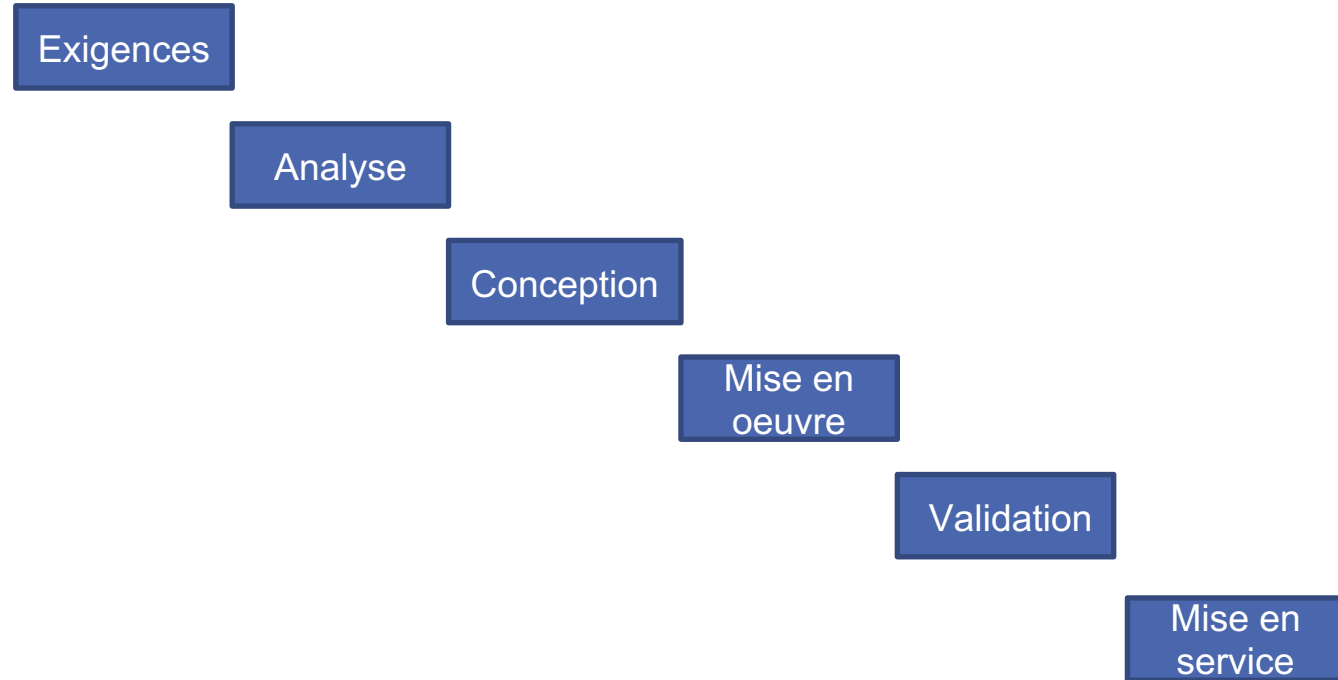 Exigences
Analyse
Conception
Mise en
oeuvre
Validation
Mise en
service